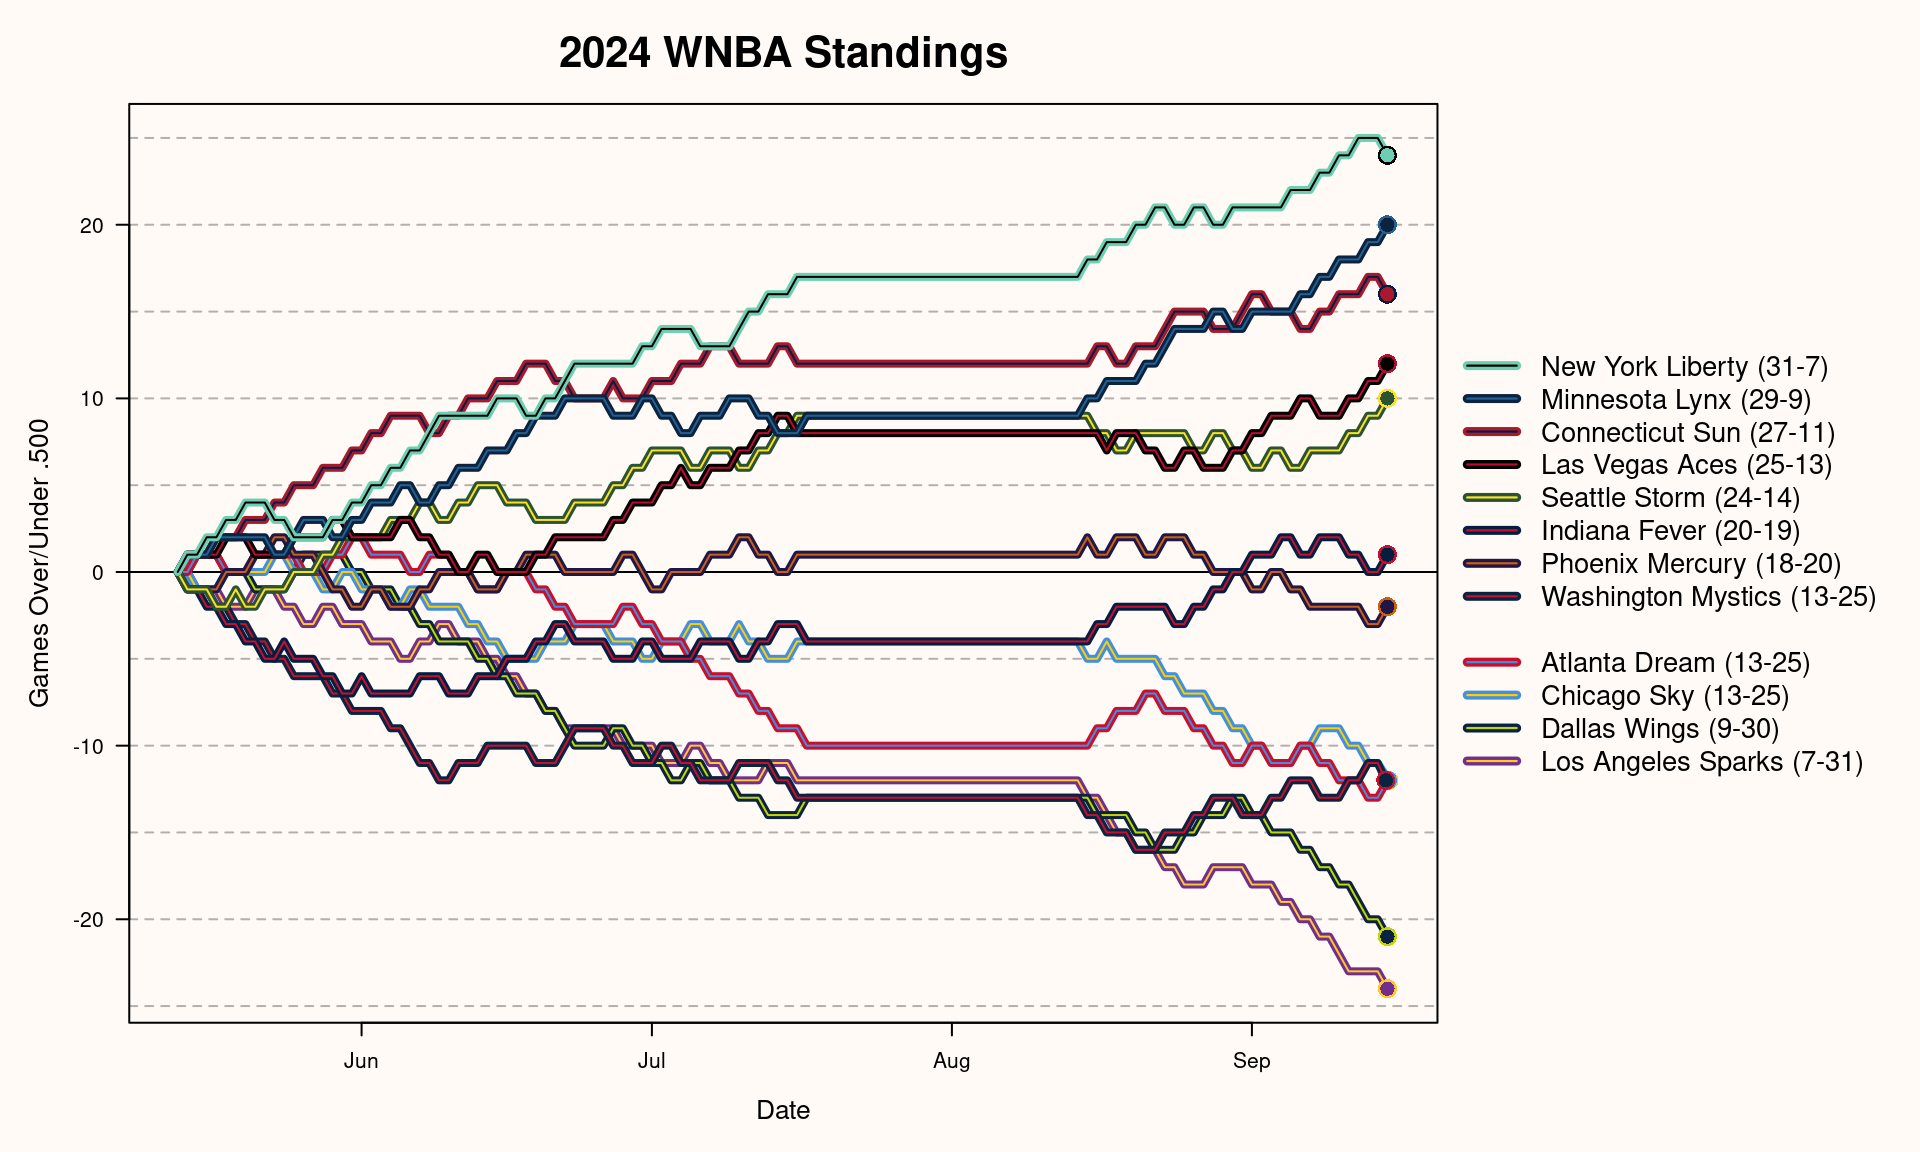 2024 WNBA Standings
Games Over/Under .500
20
10
0
-10
-20
Jun
Jul
Aug
Sep
Date
New York Liberty (31-7)
Minnesota Lynx (29-9)
Connecticut Sun (27-11)
Las Vegas Aces (25-13)
Seattle Storm (24-14)
Indiana Fever (20-19)
Phoenix Mercury (18-20)
Washington Mystics (13-25)
Atlanta Dream (13-25)
Chicago Sky (13-25)
Dallas Wings (9-30)
Los Angeles Sparks (7-31)